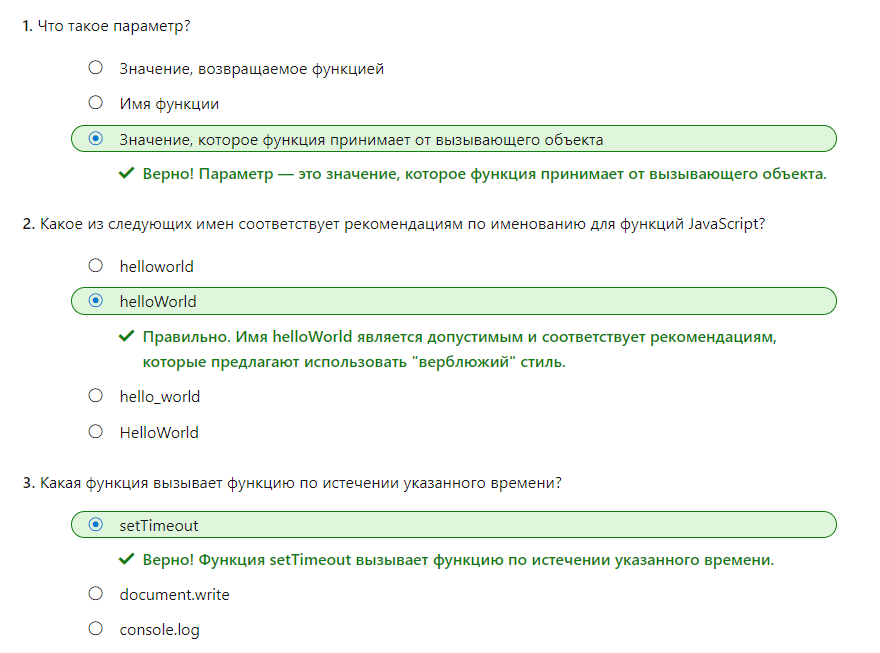 1. Что такое параметр?
Значение, возвращаемое функцией
Имя функции
Значение, которое функция принимает от вызывающего объекта
Верно! Параметр — это значение, которое функция принимает от вызывающего объекта.
2. Какое из следующих имен соответствует рекомендациям по именованию для функций JavaScript?
helloworld
helloWorld
Правильно. Имя helloWorld является допустимым и соответствует рекомендациям,
которые предлагают использовать "верблюжий" стиль.
hello_world
HelloWorld
3. Какая функция вызывает функцию по истечении указанного времени?
setTimeout
Верно! Функция setTimeout вызывает функцию по истечении указанного времени.
document.write
console.log